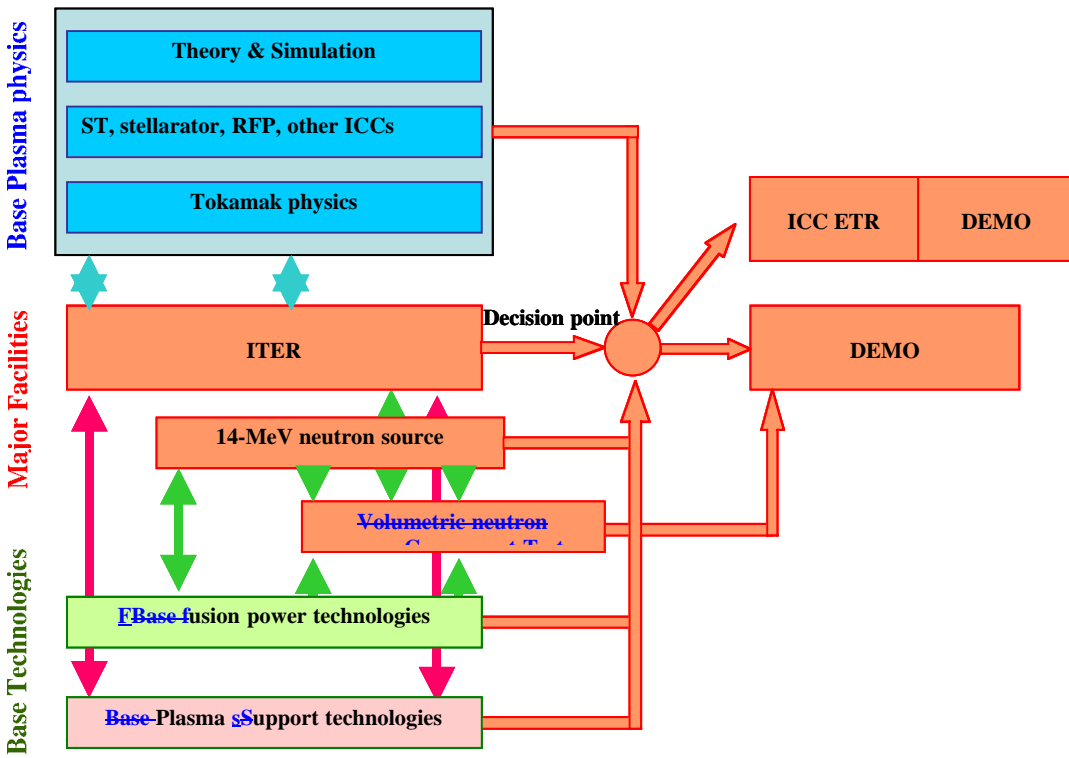 Base Plasma physics
Theory & Simulation
ST, stellarator, RFP, other ICCs
Tokamak physics
ICC ETR
DEMO
Major Facilities
Decision point
ITER
DEMO
14-MeV neutron source
Volumetric neutron
Base Technologies
FBase fusion power technologies
Base Plasma sSupport technologies